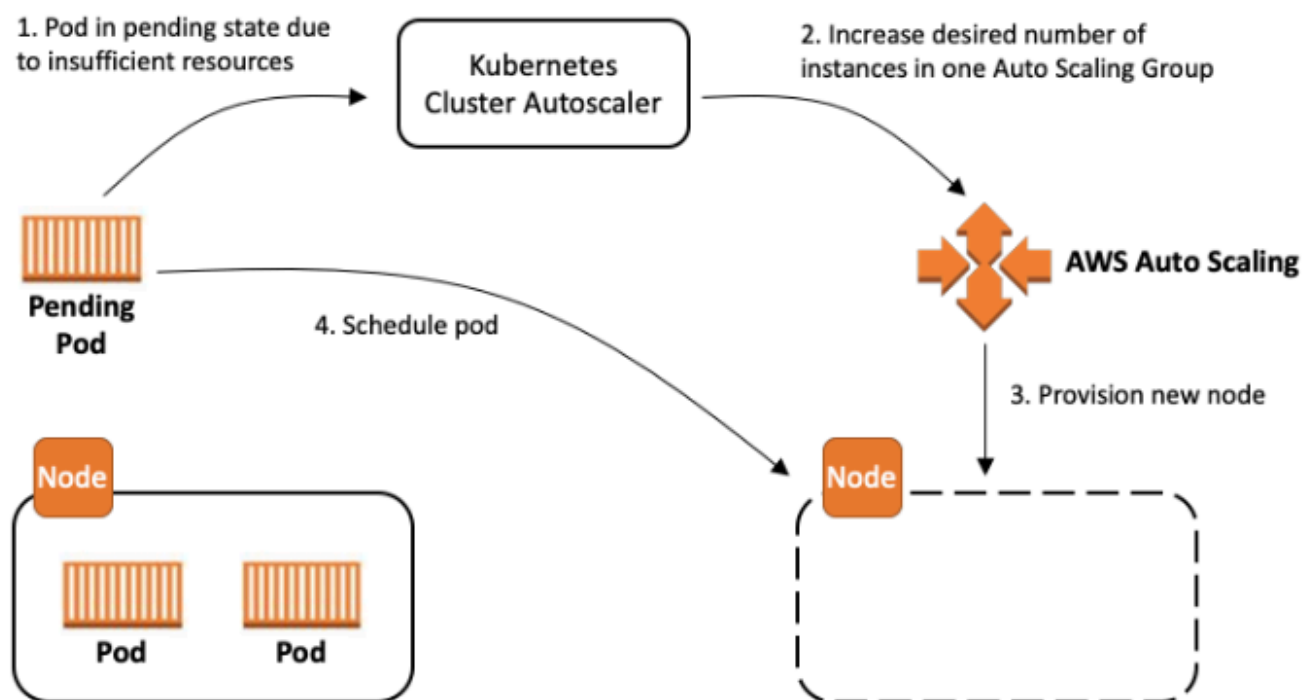 1. Pod in pending state due
to insufficient resources
Kubernetes
Cluster Autoscaler
2. Increase desired number of
instances in one Auto Scaling Group
AWS Auto Scaling
Pending
Pod
4. Schedule pod
3. Provision new node
Node
Node
Pod
Pod